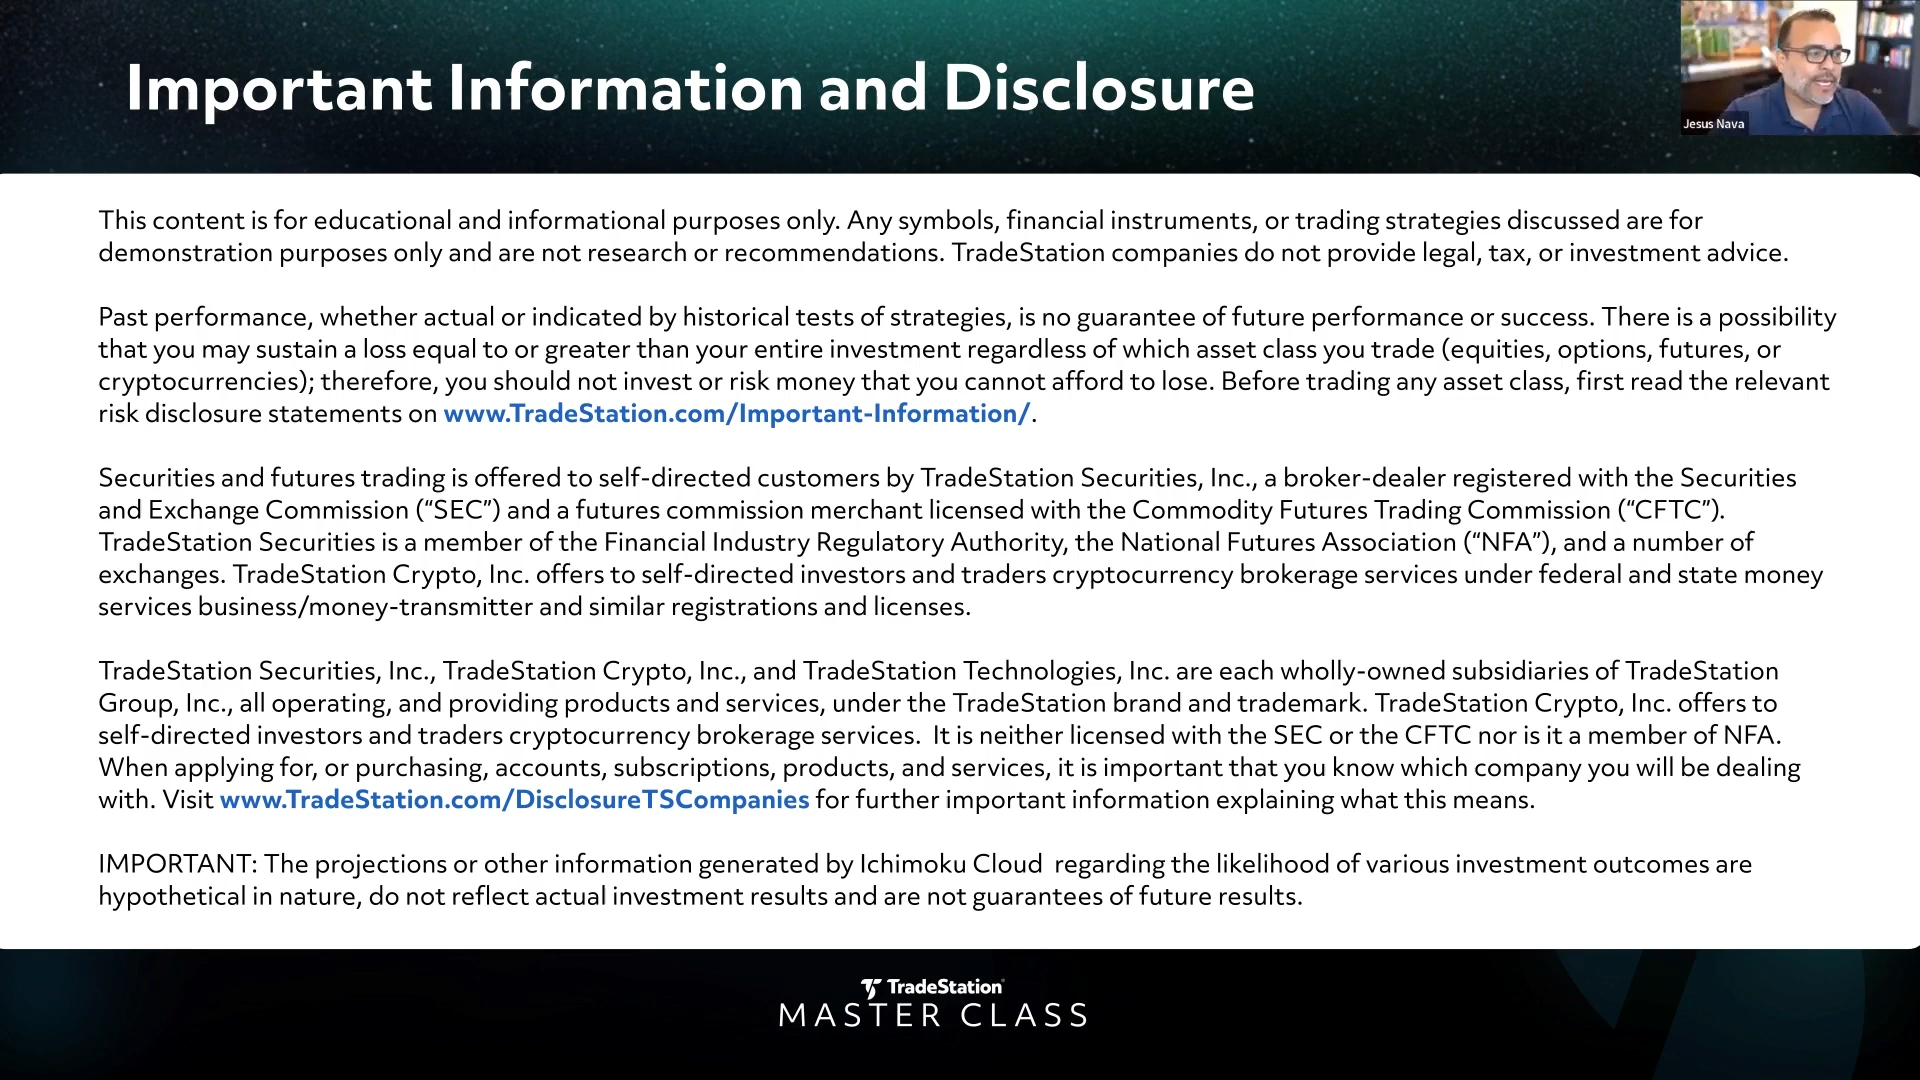 Important Information and Disclosure
Jesus Nava
This content is for educational and informational purposes only. Any symbols, financial instruments, or trading strategies discussed are for
demonstration purposes only and are not research or recommendations. TradeStation companies do not provide legal, tax, or investment advice.
Past performance, whether actual or indicated by historical tests of strategies, is no guarantee of future performance or success. There is a possibility
that you may sustain a loss equal to or greater than your entire investment regardless of which asset class you trade (equities, options, futures, or
cryptocurrencies); therefore, you should not invest or risk money that you cannot afford to lose. Before trading any asset class, first read the relevant
risk disclosure statements on www.TradeStation.com/Important-Information/.
Securities and futures trading is offered to self-directed customers by TradeStation Securities, Inc., a broker-dealer registered with the Securities
and Exchange Commission (“SEC”) and a futures commission merchant licensed with the Commodity Futures Trading Commission (“CFTC”).
TradeStation Securities is a member of the Financial Industry Regulatory Authority, the National Futures Association (“NFA”), and a number of
exchanges. TradeStation Crypto, Inc. offers to self-directed investors and traders cryptocurrency brokerage services under federal and state money
services business/money-transmitter and similar registrations and licenses.
TradeStation Securities, Inc., TradeStation Crypto, Inc., and TradeStation Technologies, Inc. are each wholly-owned subsidiaries of TradeStation
Group, Inc., all operating, and providing products and services, under the TradeStation brand and trademark. TradeStation Crypto, Inc. offers to
self-directed investors and traders cryptocurrency brokerage services.  It is neither licensed with the SEC or the CFTC nor is it a member of NFA.
When applying for, or purchasing, accounts, subscriptions, products, and services, it is important that you know which company you will be dealing
with. Visit www.TradeStation.com/DisclosureTSCompanies for further important information explaining what this means.
IMPORTANT: The projections or other information generated by Ichimoku Cloud  regarding the likelihood of various investment outcomes are
hypothetical in nature, do not reflect actual investment results and are not guarantees of future results.
TradeStation
MASTER CLASS